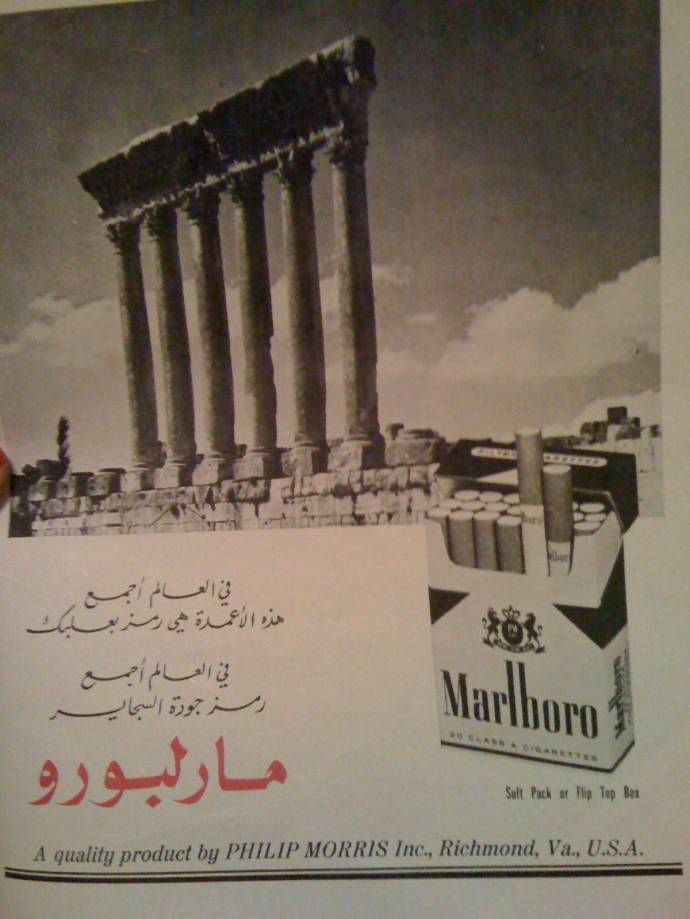 FILTER CIGARETTES
في العالم أجمع
هذه الأعمدة هي رمز بعلبك
في العالم أجمع
رمز جودة السجاير
مارلبورو
Marlboro
20 CLASS A CIGARETTES
Marlboro
Soft Pack or Flip Top Box
A quality product by PHILIP MORRIS Inc., Richmond, Va., U.S.A.